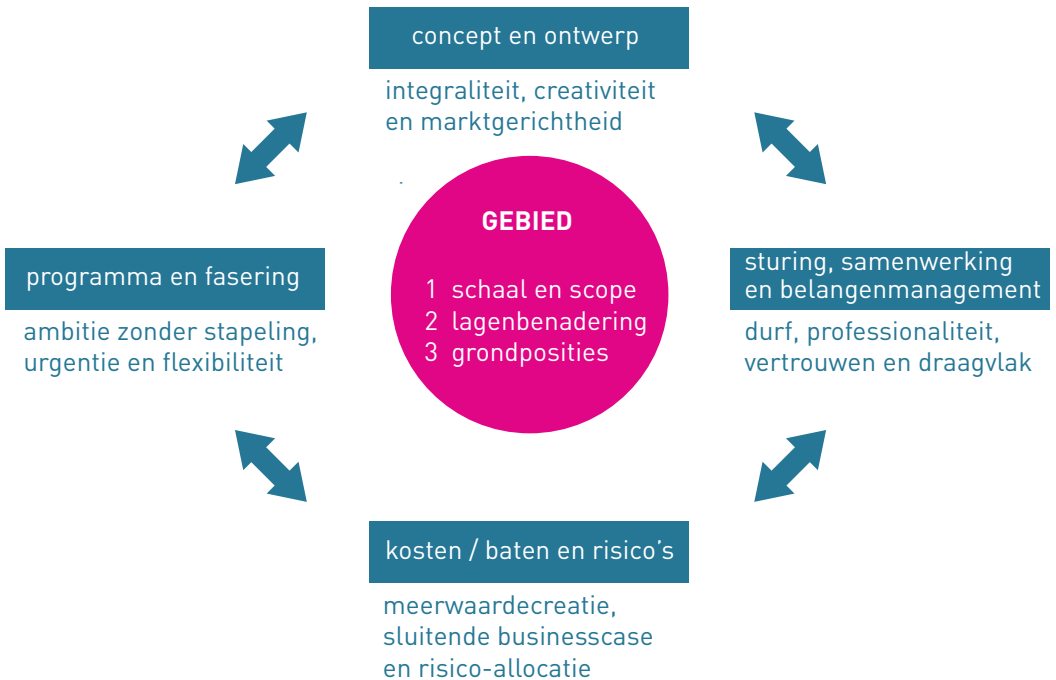 concept en ontwerp
integraliteit, creativiteit
en marktgerichtheid
GEBIED
1 schaal en scope
2 lagenbenadering
3 grondposities
programma en fasering
ambitie zonder stapeling,
urgentie en flexibiliteit
sturing, samenwerking
en belangenmanagement
durf, professionaliteit,
vertrouwen en draagvlak
kosten / baten en risico's
meerwaardecreatie,
sluitende businesscase
en risico-allocatie